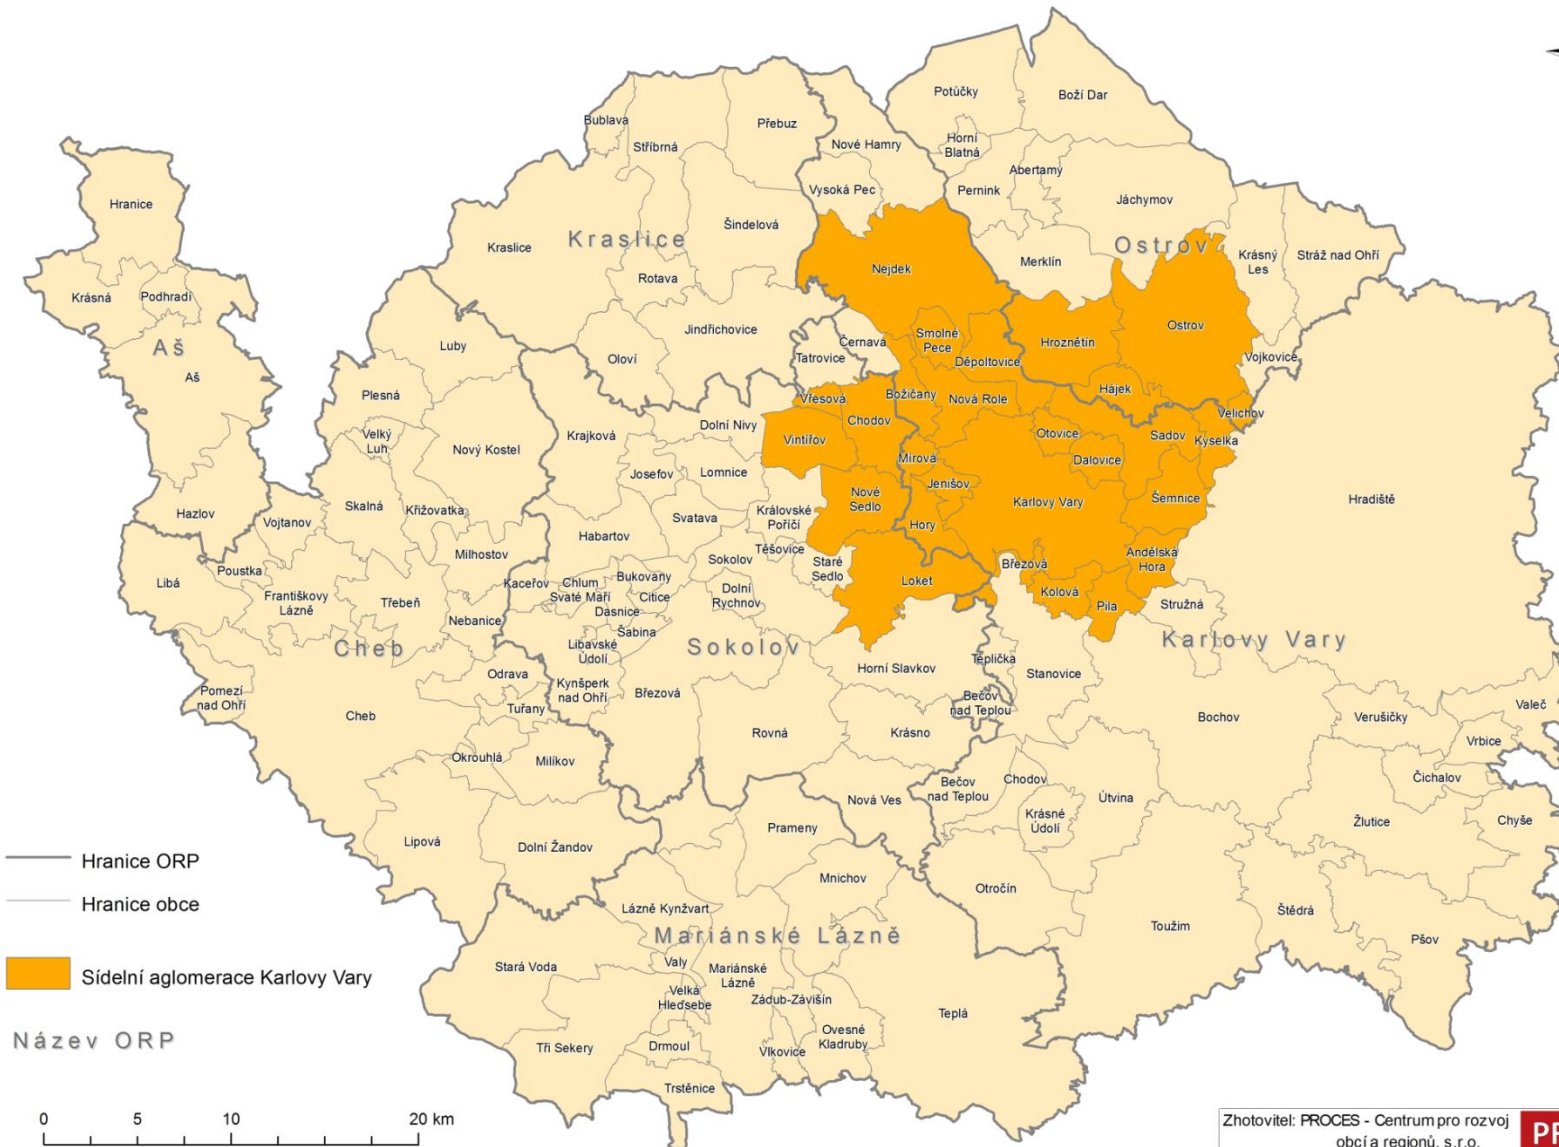 Potůčky
Boží Dar
Přebuz
Bublava
Stříbrná
Nové Hamry
Horní
Blatná
Abertamy
Vysoká Pec
Pernink
Jáchymov
Hranice
Šindelová
Kraslice
Kraslice
Ostrov
Merklín
Krásný
Les
Stráž nad Ohří
Nejdek
Rotava
Krásná
Podhradí
Jindřichovice
Smolné
Pece
Hroznětín
Ostrov
Aš
Aš
Luby
Oloví
Tatrovice
Černava
Děpoltovice
Vojkovice
Plesná
Vřesová
Božičany
Nová Role
Hájek
Velichov
Velký
Luh
Nový Kostel
Krajková
Dolní Nivy
Vintířov
Chodov
Otovice
Sadov
Kyselka
Josefov
Lomnice
Mírová
Dalovice
Jenišov
Hazlov
Vojtanov
Skalná
Křižovatka
Svatava
Královské
Poříčí
Nové
Sedlo
Hory
Karlovy Vary
Šemnice
Hradiště
Habartov
Milhostov
Těšovice
Sokolov
Staré
Sedlo
Loket
Březová
Andělská
Hora
Libá
Poustka
Františkovy
Lázně
Třebeň
Kaceřov
Chlum
Svaté Maří
Bukovany
Citice
Dasnice
Dolní
Rychnov
Kolová
Pila
Stružná
Nebanice
Šabina
Cheb
Libavské
Údolí
Sokolov
Karlovy Vary
Horní Slavkov
Teplička
Stanovice
Odrava
Kynšperk
nad Ohří
Březová
Pomezí
nad Ohří
Cheb
Tuřany
Bečov
nad Teplou
Bochov
Verušičky
Valeč
Rovná
Krásno
Vrbice
Okrouhlá
Milíkov
Čichalov
Nová Ves
Bečov
nad Teplou
Chodov
Útvina
Krásné
Údolí
Žlutice
Chyše
Prameny
Lipová
Dolní Žandov
Hranice ORP
Mnichov
Otročín
Hranice obce
Lázně Kynžvart
Štědrá
Toužim
Mariánské Lázně
Pšov
Stará Voda
Valy
Mariánské
Lázně
Sídelní aglomerace Karlovy Vary
Velká
Hleďsebe
Zádub-Závišín
Teplá
Název ORP
Tři Sekery
Drmoul
Vlkovice
Ovesné
Kladruby
Trstěnice
0 5 10 20 km
Zhotovitel: PROCES - Centrum pro rozvoj
obcí a regionů, s.r.o.